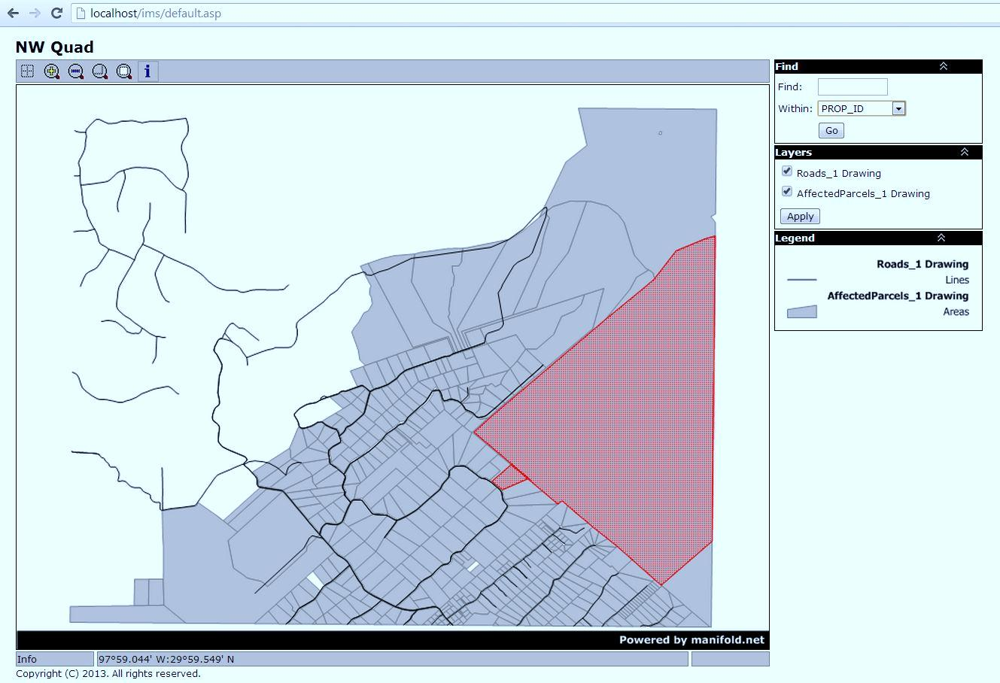 localhost/ims/default.asp
NW Quad
i
Find
Find:
Within: PROP_ID
Go
Layers
Roads_1 Drawing
AffectedParcels_1 Drawing
Apply
Legend
Roads_1 Drawing
Lines
AffectedParcels_1 Drawing
Areas
Powered by manifold.net
Info 97°59.044' W:29°59.549' N
Copyright (C) 2013. All rights reserved.